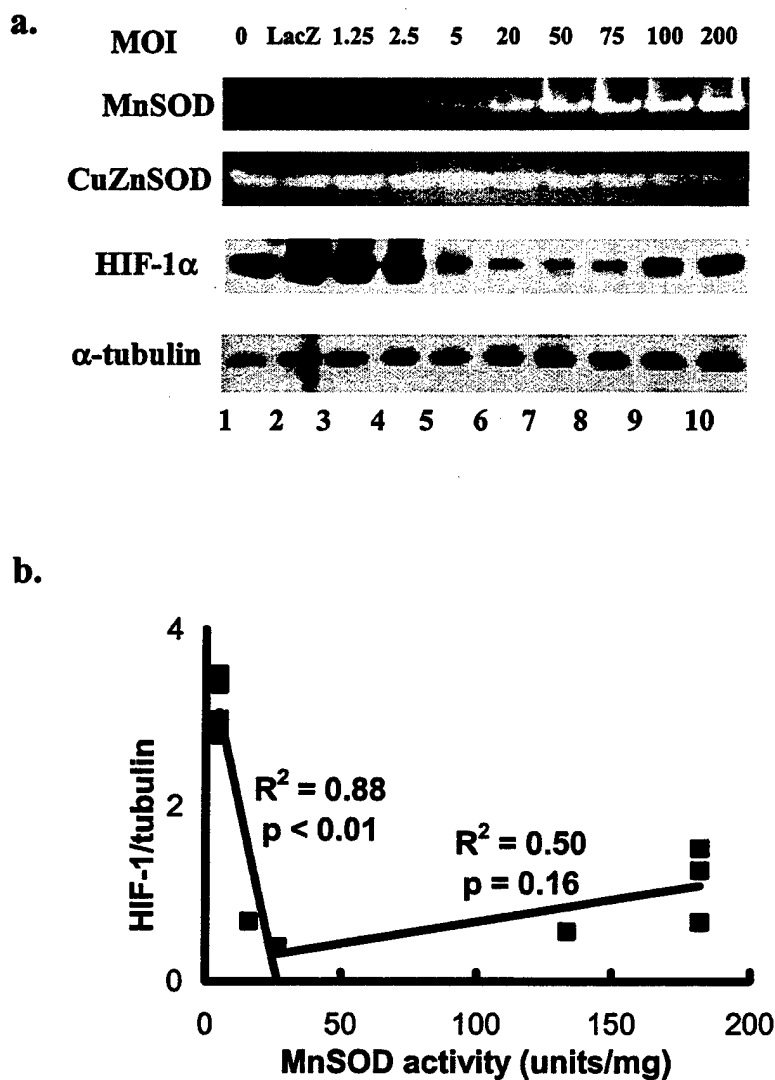 a.
MOI 0 LacZ 1.25 2.5 5 20 50 75 100 200
MnSOD
CuZnSOD
HIF-1α
α-tubulin
1 2 3 4 5 6 7 8 9 10
b.
4
2
0
HIF-1/tubulin
R² = 0.88
p < 0.01
R² = 0.50
p = 0.16
0 50 100 150 200
MnSOD activity (units/mg)